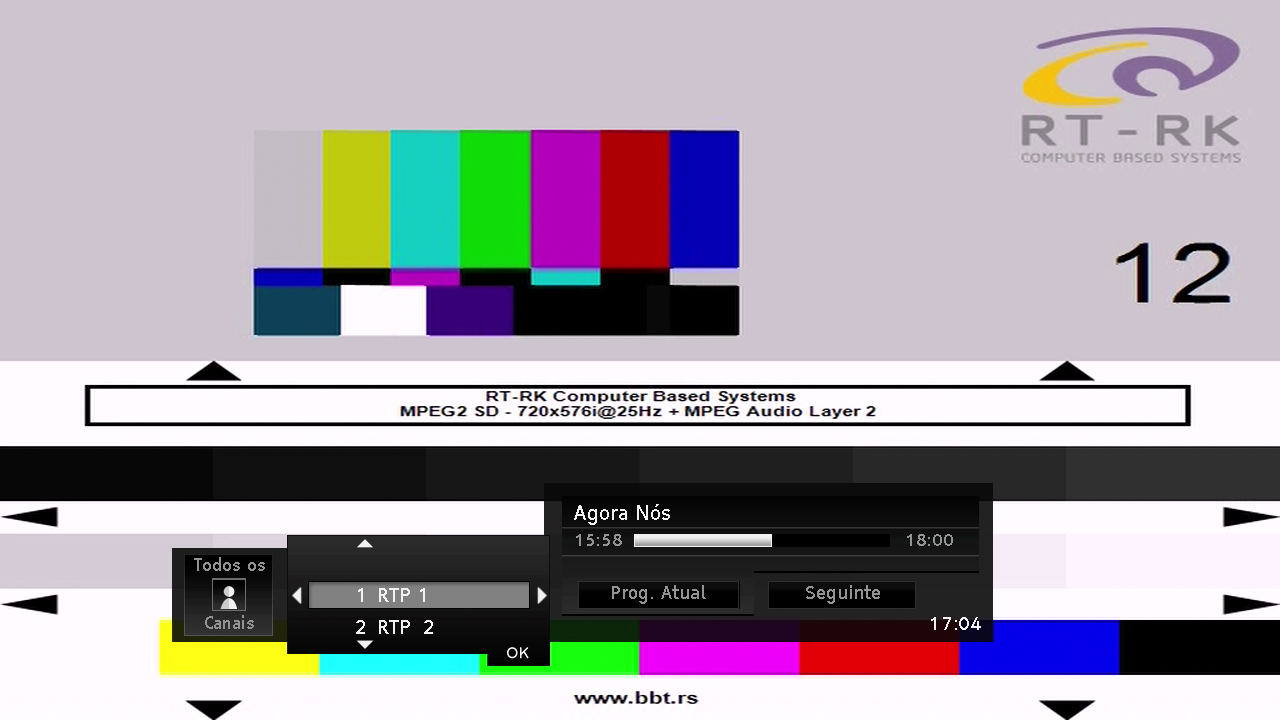 RT-RK
COMPUTER BASED SYSTEMS
12
RT-RK Computer Based Systems
MPEG2 SD - 720x576i@25Hz + MPEG Audio Layer 2
Agora Nós
15:58 18:00
Todos os
Canais
1 RTP 1
2 RTP 2
OK
Prog. Atual
Seguinte
17:04
www.bbt.rs